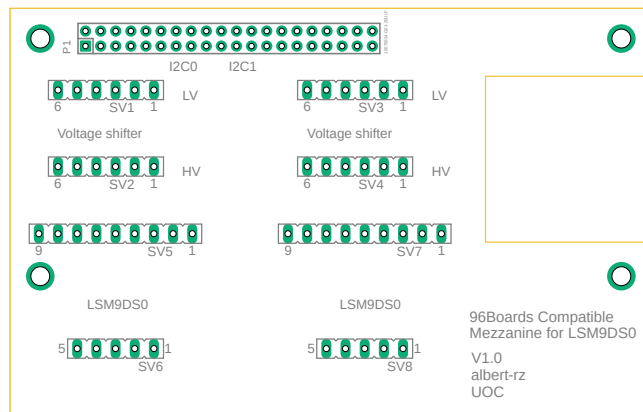 P1
I2C0 I2C1
6 SV1 1 LV
6 SV3 1 LV
Voltage shifter
Voltage shifter
6 SV2 1 HV
6 SV4 1 HV
9 SV5 1
9 SV7 1
LSM9DS0
LSM9DS0
5 1
SV6
5 1
SV8
96Boards Compatible
Mezzanine for LSM9DS0
V1.0
albert-rz
UOC